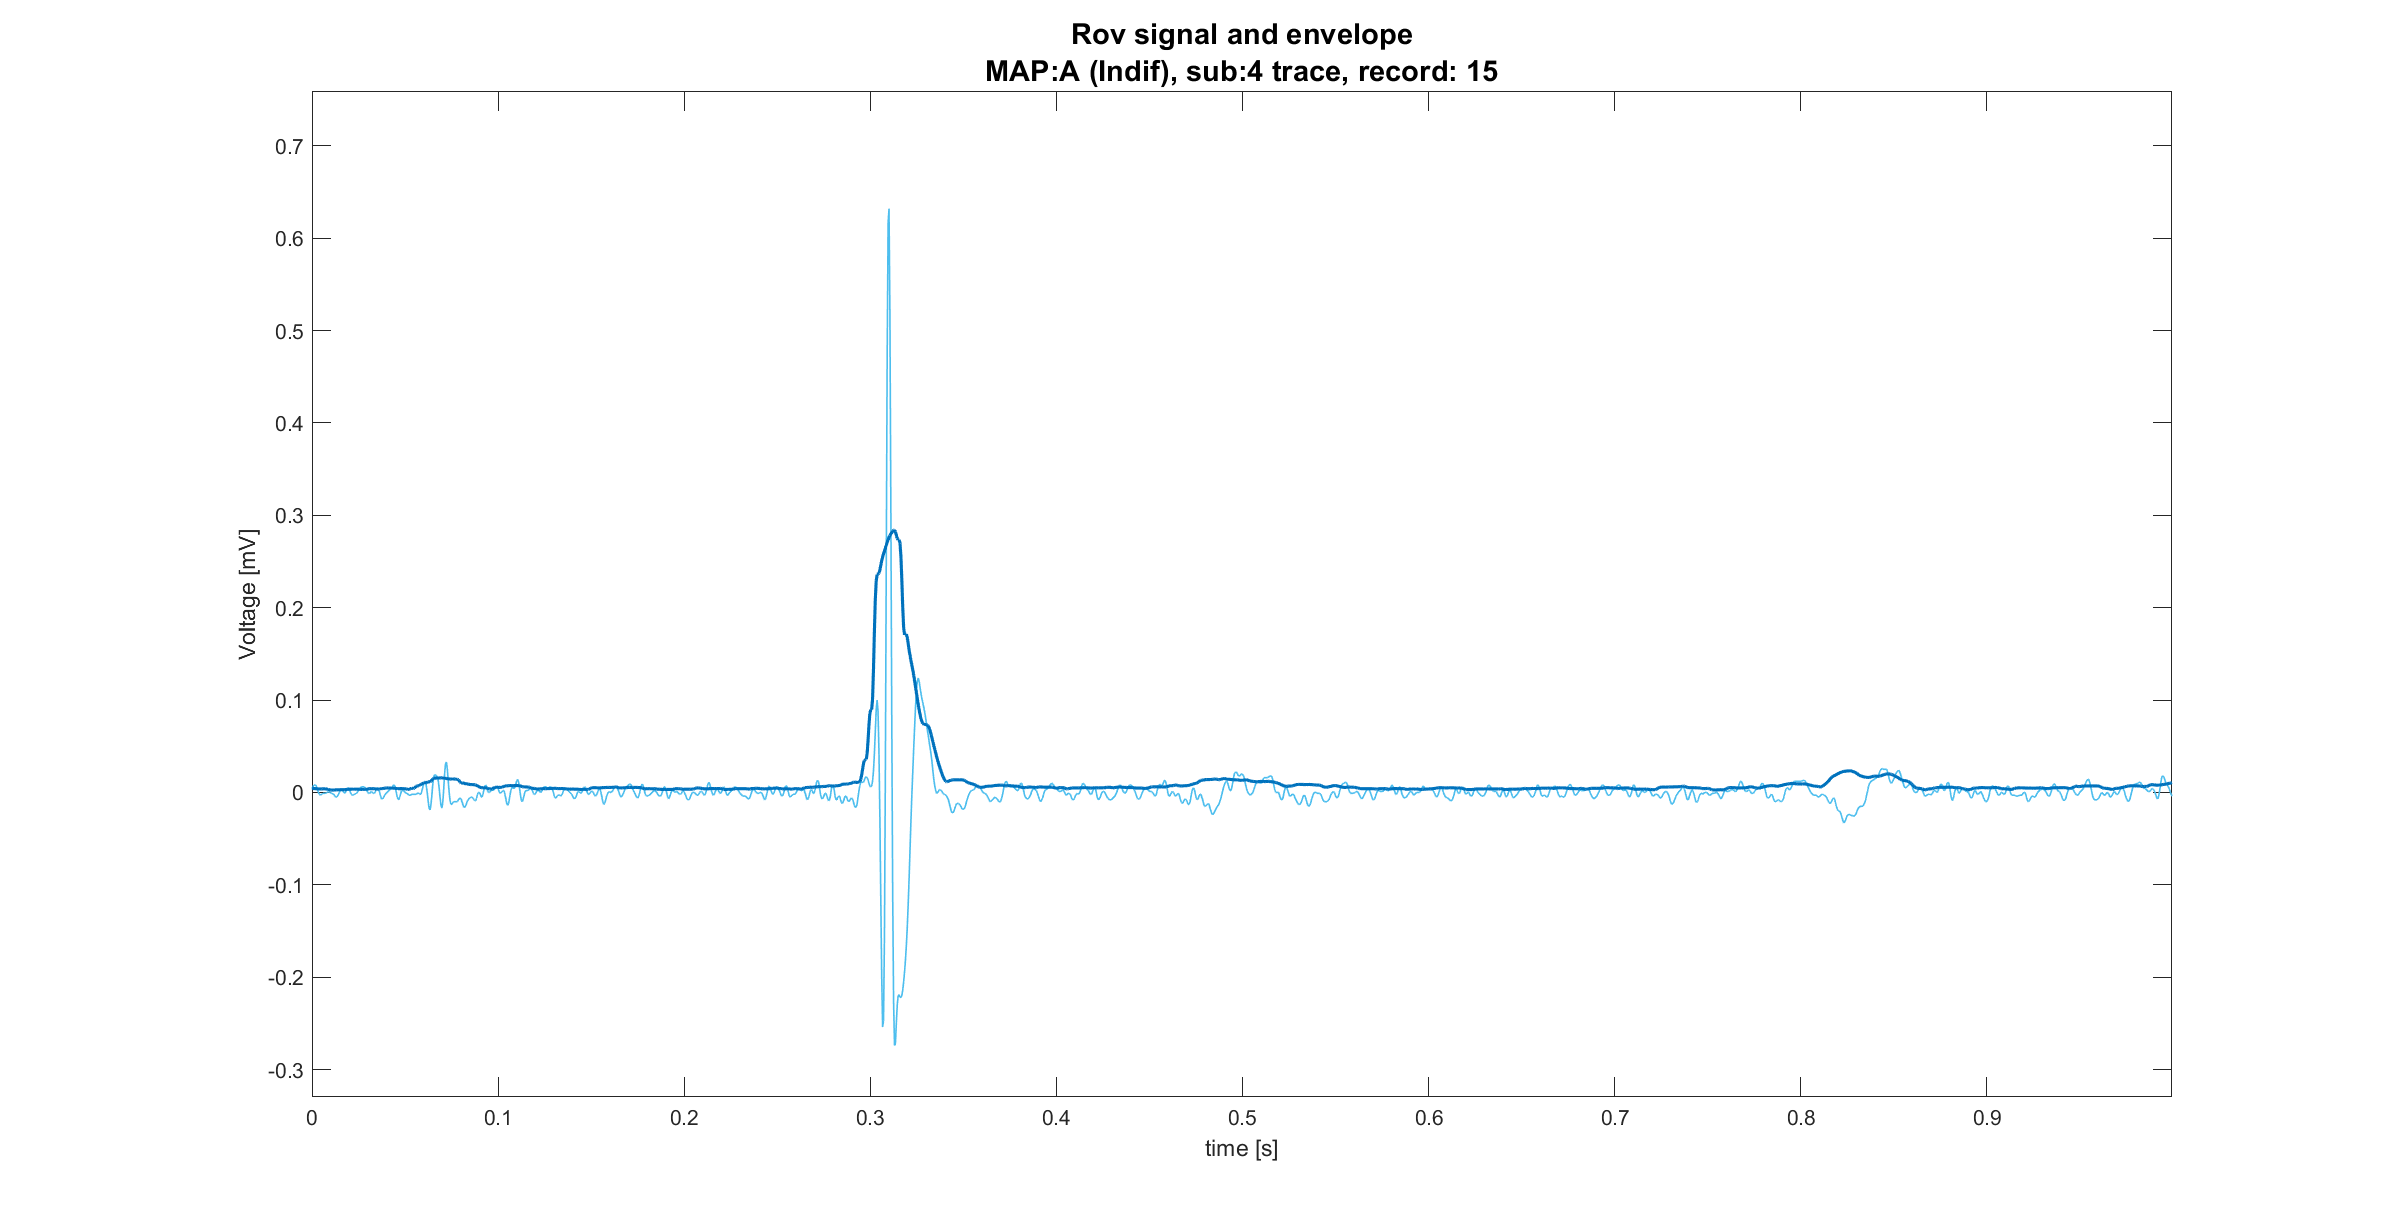 Rov signal and envelope
MAP:A (Indif), sub:4 trace, record: 15
0.7
0.6
0.5
0.4
0.3
0.2
0.1
0
-0.1
-0.2
-0.3
Voltage [mV]
0 0.1 0.2 0.3 0.4 0.5 0.6 0.7 0.8 0.9
time [s]